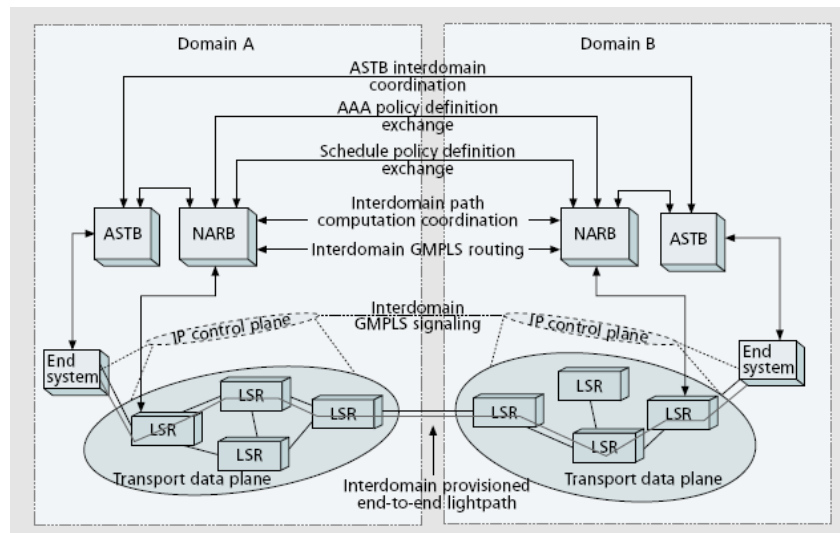 Domain A
Domain B
ASTB interdomain
coordination
AAA policy definition
exchange
Schedule policy definition
exchange
Interdomain path
computation coordination
Interdomain GMPLS routing
ASTB
NARB
NARB
ASTB
Interdomain
GMPLS signaling
IP control plane
IP control plane
End
system
End
system
LSR
LSR
LSR
LSR
LSR
LSR
LSR
LSR
Transport data plane
Transport data plane
Interdomain provisioned
end-to-end lightpath